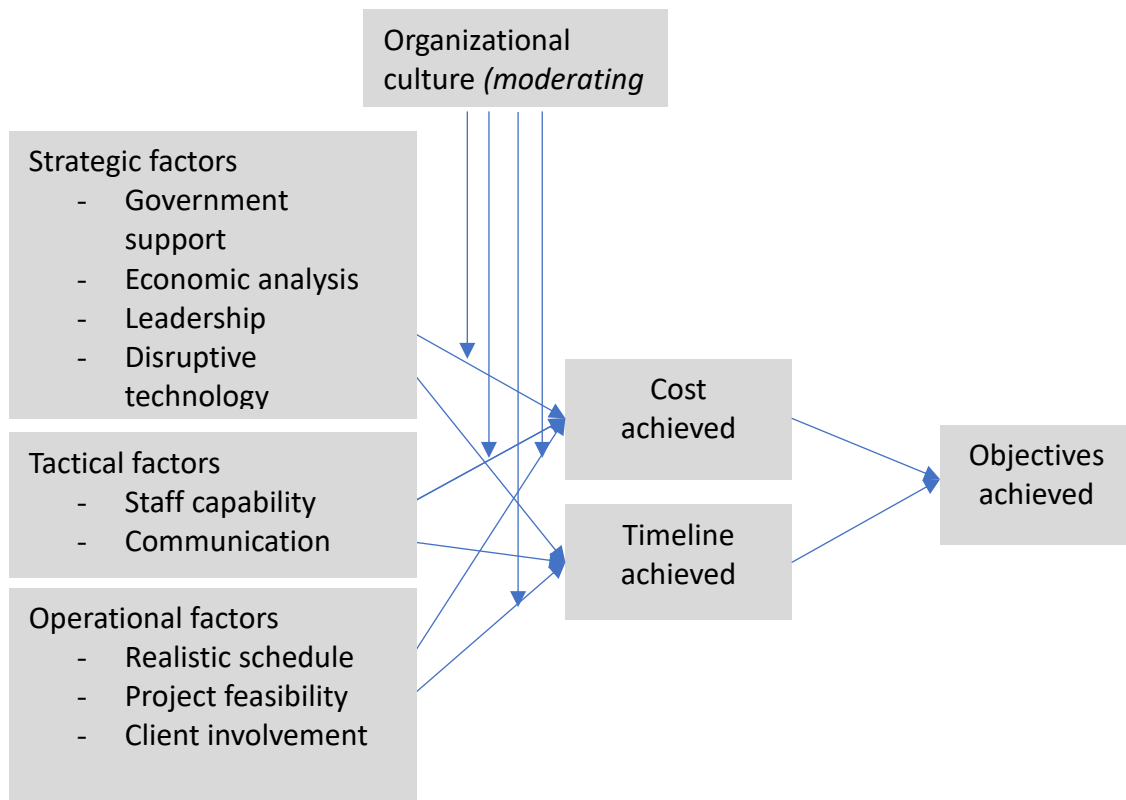 Organizational
culture (moderating
Strategic factors
- Government
support
- Economic analysis
- Leadership
- Disruptive
technology
Tactical factors
- Staff capability
- Communication
Operational factors
- Realistic schedule
- Project feasibility
- Client involvement
Cost
achieved
Timeline
achieved
Objectives
achieved